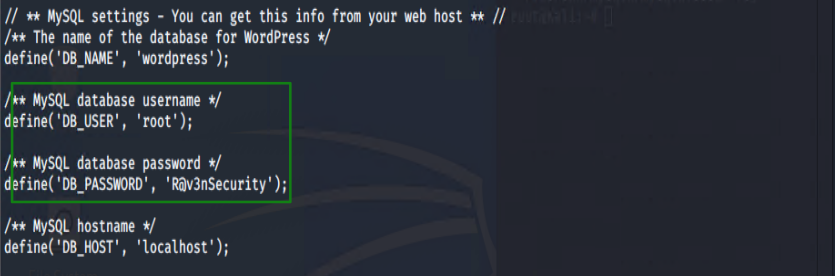 // ** MySQL settings - You can get this info from your web host ** //
/** The name of the database for WordPress */
define('DB_NAME', 'wordpress');
/** MySQL database username */
define('DB_USER', 'root');
/** MySQL database password */
define('DB_PASSWORD', 'R@v3nSecurity');
/** MySQL hostname */
define('DB_HOST', 'localhost');